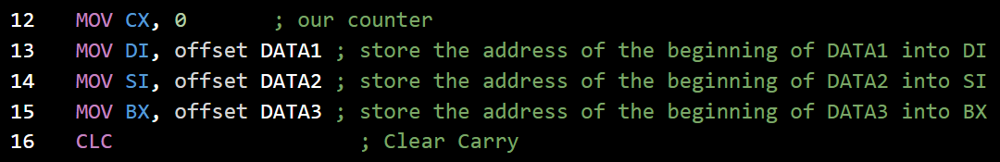 12 MOV CX, 0 ; our counter
13 MOV DI, offset DATA1 ; store the address of the beginning of DATA1 into DI
14 MOV SI, offset DATA2 ; store the address of the beginning of DATA2 into SI
15 MOV BX, offset DATA3 ; store the address of the beginning of DATA3 into BX
16 CLC ; Clear Carry